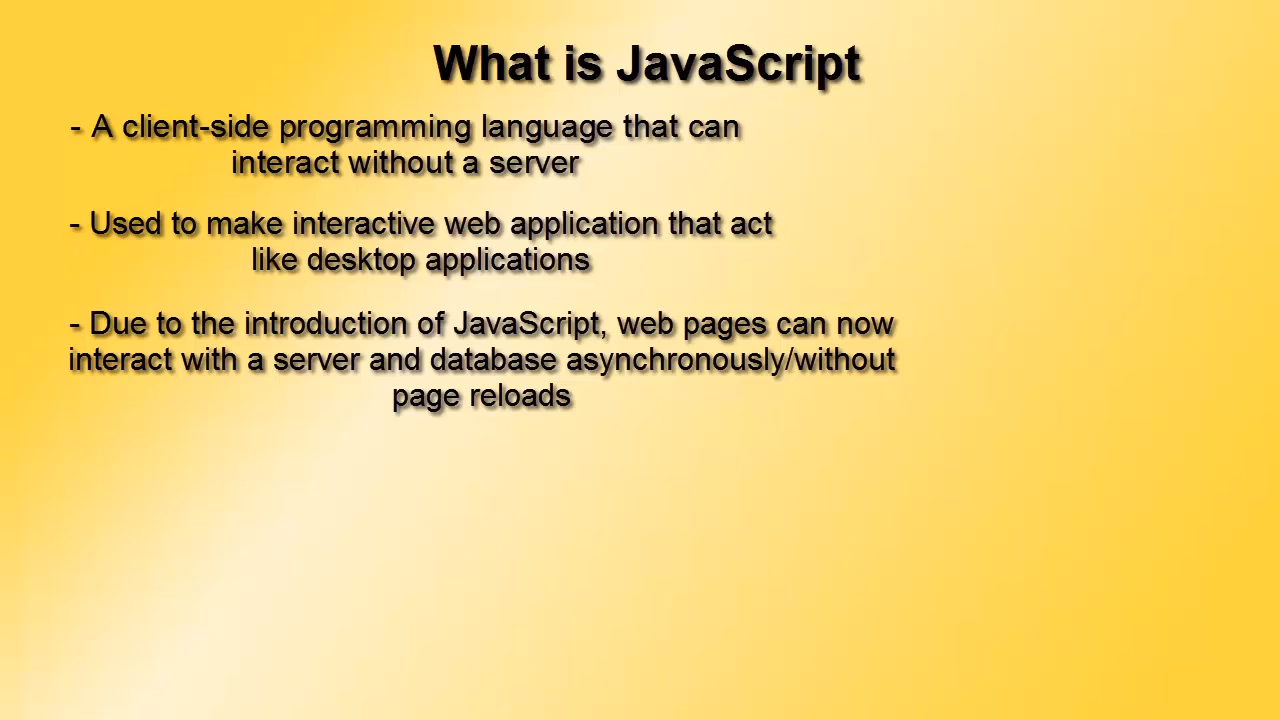 What is JavaScript
- A client-side programming language that can
interact without a server
- Used to make interactive web application that act
like desktop applications
- Due to the introduction of JavaScript, web pages can now
interact with a server and database asynchronously/without
page reloads